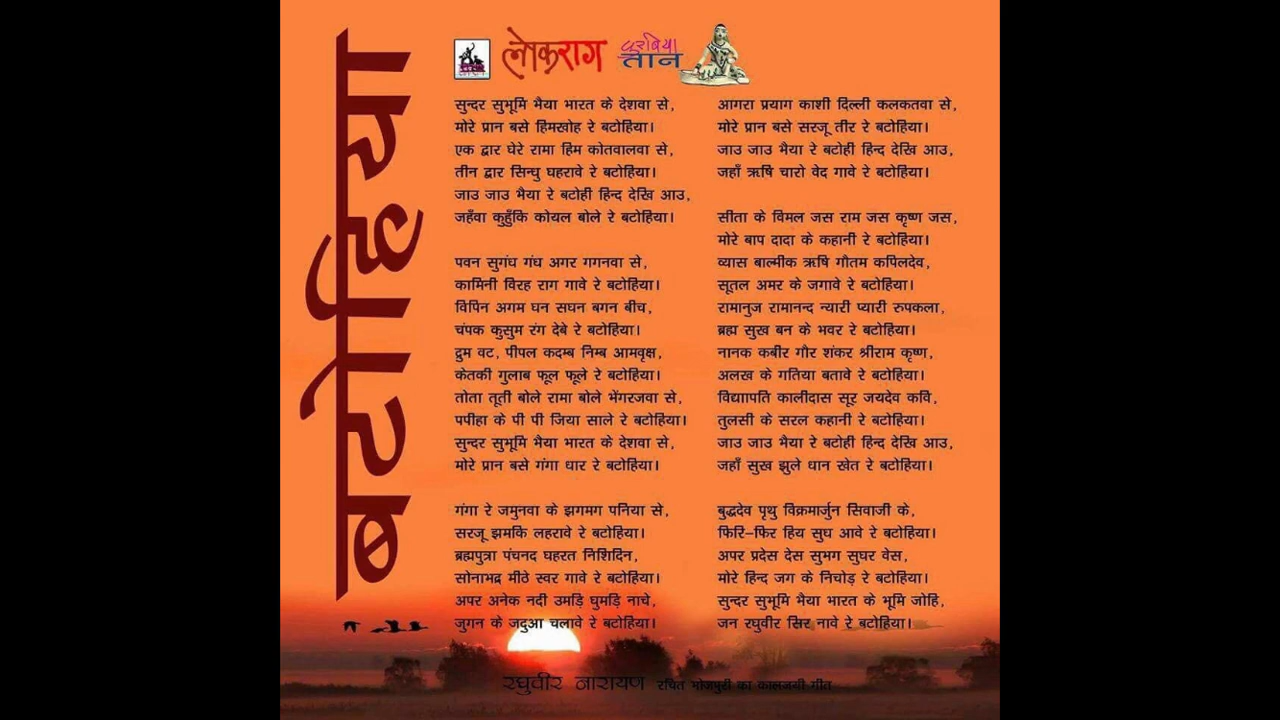 बटोहिया
लोकराग
पुरबिया
तान
सुन्दर सुभूमि भैया भारत के देशवा से,
मोरे प्रान बसे हिमखोह रे बटोहिया।
एक द्वार घेरे रामा हिम कोतवालवा से,
तीन द्वार सिन्धु घहरावे रे बटोहिया।
जाउ जाउ भैया रे बटोही हिन्द देखि आउ,
जहँवा कुहुँकि कोयल बोले रे बटोहिया।
पवन सुगंध गंध अगर गगनवा से,
कामिनी विरह राग गावे रे बटोहिया।
विपिन अगम घन सघन बगन बीच,
चंपक कुसुम रंग देबे रे बटोहिया।
द्रुम वट, पीपल कदम्ब निम्ब आमवृक्ष,
केतकी गुलाब फूल फूले रे बटोहिया।
तोता तूती बोले रामा बोले भेंगरजवा से,
पपीहा के पी पी जिया साले रे बटोहिया।
सुन्दर सुभूमि भैया भारत के देशवा से,
मोरे प्रान बसे गंगा धार रे बटोहिया।
गंगा रे जमुनवा के झगमग पनिया से,
सरजू झमकि लहरावे रे बटोहिया।
ब्रह्मपुत्रा पंचनद घहरत निशिदिन,
सोनाभद्र मीठे स्वर गावे रे बटोहिया।
अपर अनेक नदी उमड़ि घुमड़ि नाचे,
जुगन के जदुआ चलावे रे बटोहिया।
आगरा प्रयाग काशी दिल्ली कलकतवा से,
मोरे प्रान बसे सरजू तीर रे बटोहिया।
जाउ जाउ भैया रे बटोही हिन्द देखि आउ,
जहाँ ऋषि चारो वेद गावे रे बटोहिया।
सीता के विमल जस राम जस कृष्ण जस,
मोरे बाप दादा के कहानी रे बटोहिया।
व्यास बाल्मीक ऋषि गौतम कपिलदेव,
सूतल अमर के जगावे रे बटोहिया।
रामानुज रामानन्द न्यारी प्यारी रुपकला,
ब्रह्म सुख बन के भवर रे बटोहिया।
नानक कबीर गौर शंकर श्रीराम कृष्ण,
अलख के गतिया बतावे रे बटोहिया।
विद्याापति कालीदास सूर जयदेव कवि,
तुलसी के सरल कहानी रे बटोहिया।
जाउ जाउ भैया रे बटोही हिन्द देखि आउ,
जहाँ सुख झुले धान खेत रे बटोहिया।
बुद्धदेव पृथु विक्रमार्जुन सिवाजी के,
फिरि-फिर हिय सुध आवे रे बटोहिया।
अपर प्रदेस देस सुभग सुघर वेस,
मोरे हिन्द जग के निचोड़ रे बटोहिया।
सुन्दर सुभूमि भैया भारत के भूमि जोहि,
जन रघुवीर सिर नावे रे बटोहिया।
रघुवीर नारायण रचित भोजपुरी का कालजयी गीत